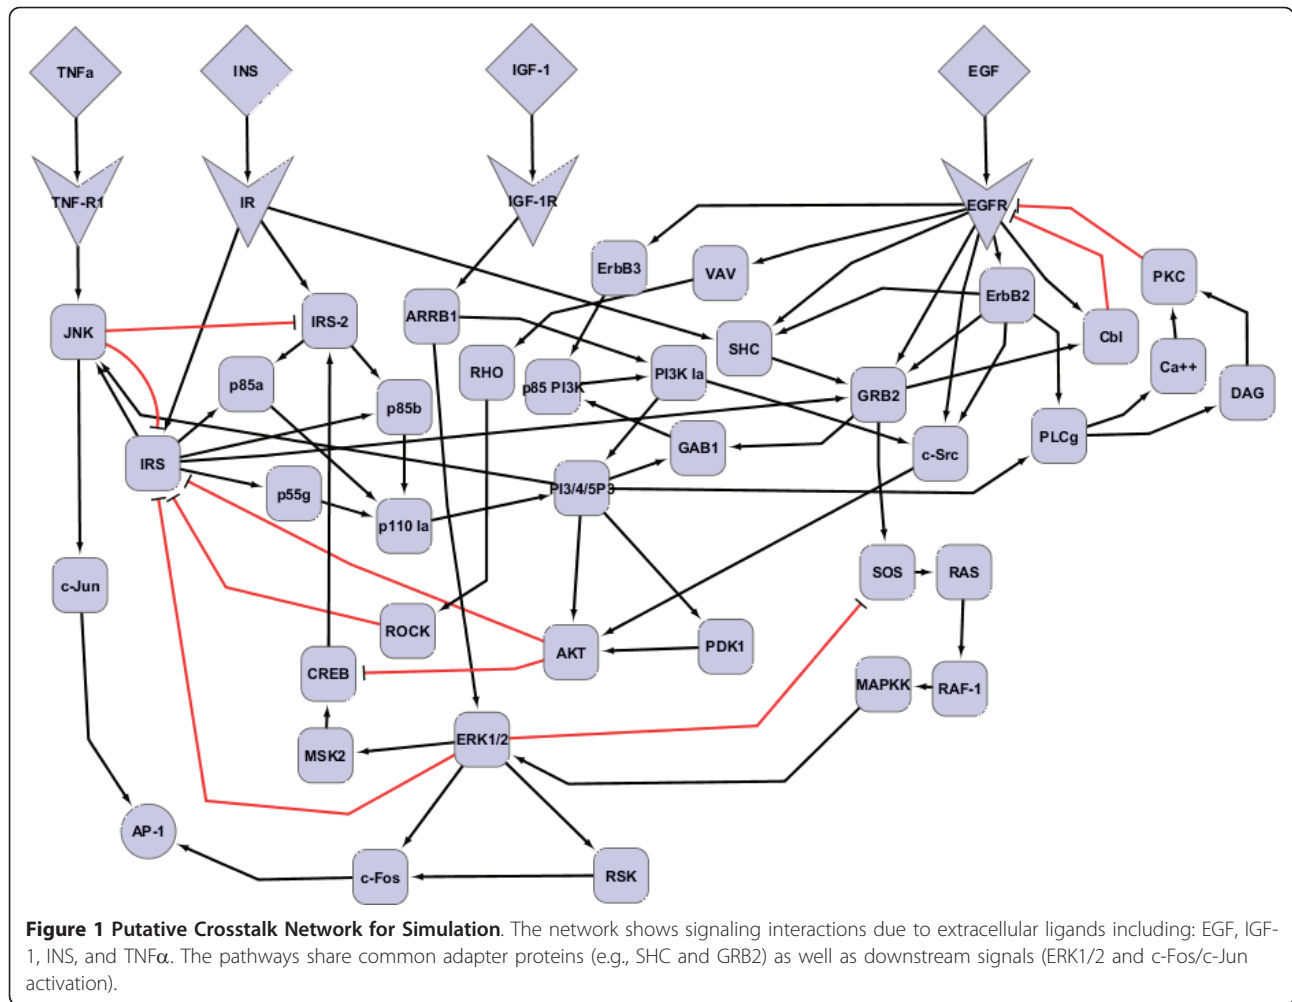 TNFa
INS
IGF-1
EGF
TNF-R1
IR
IGF-1R
EGFR
ErbB3
VAV
PKC
ErbB2
JNK
IRS-2
ARRB1
SHC
Cbl
RHO
p85 PI3K
PI3K Ia
Ca++
p85a
p85b
GRB2
DAG
IRS
GAB1
c-Src
PLCg
p55g
p110 Ia
PI3/4/5P3
c-Jun
SOS
RAS
ROCK
AKT
PDK1
CREB
MAPKK
RAF-1
MSK2
ERK1/2
AP-1
c-Fos
RSK
Figure 1 Putative Crosstalk Network for Simulation. The network shows signaling interactions due to extracellular ligands including: EGF, IGF-
1, INS, and TNFα. The pathways share common adapter proteins (e.g., SHC and GRB2) as well as downstream signals (ERK1/2 and c-Fos/c-Jun
activation).